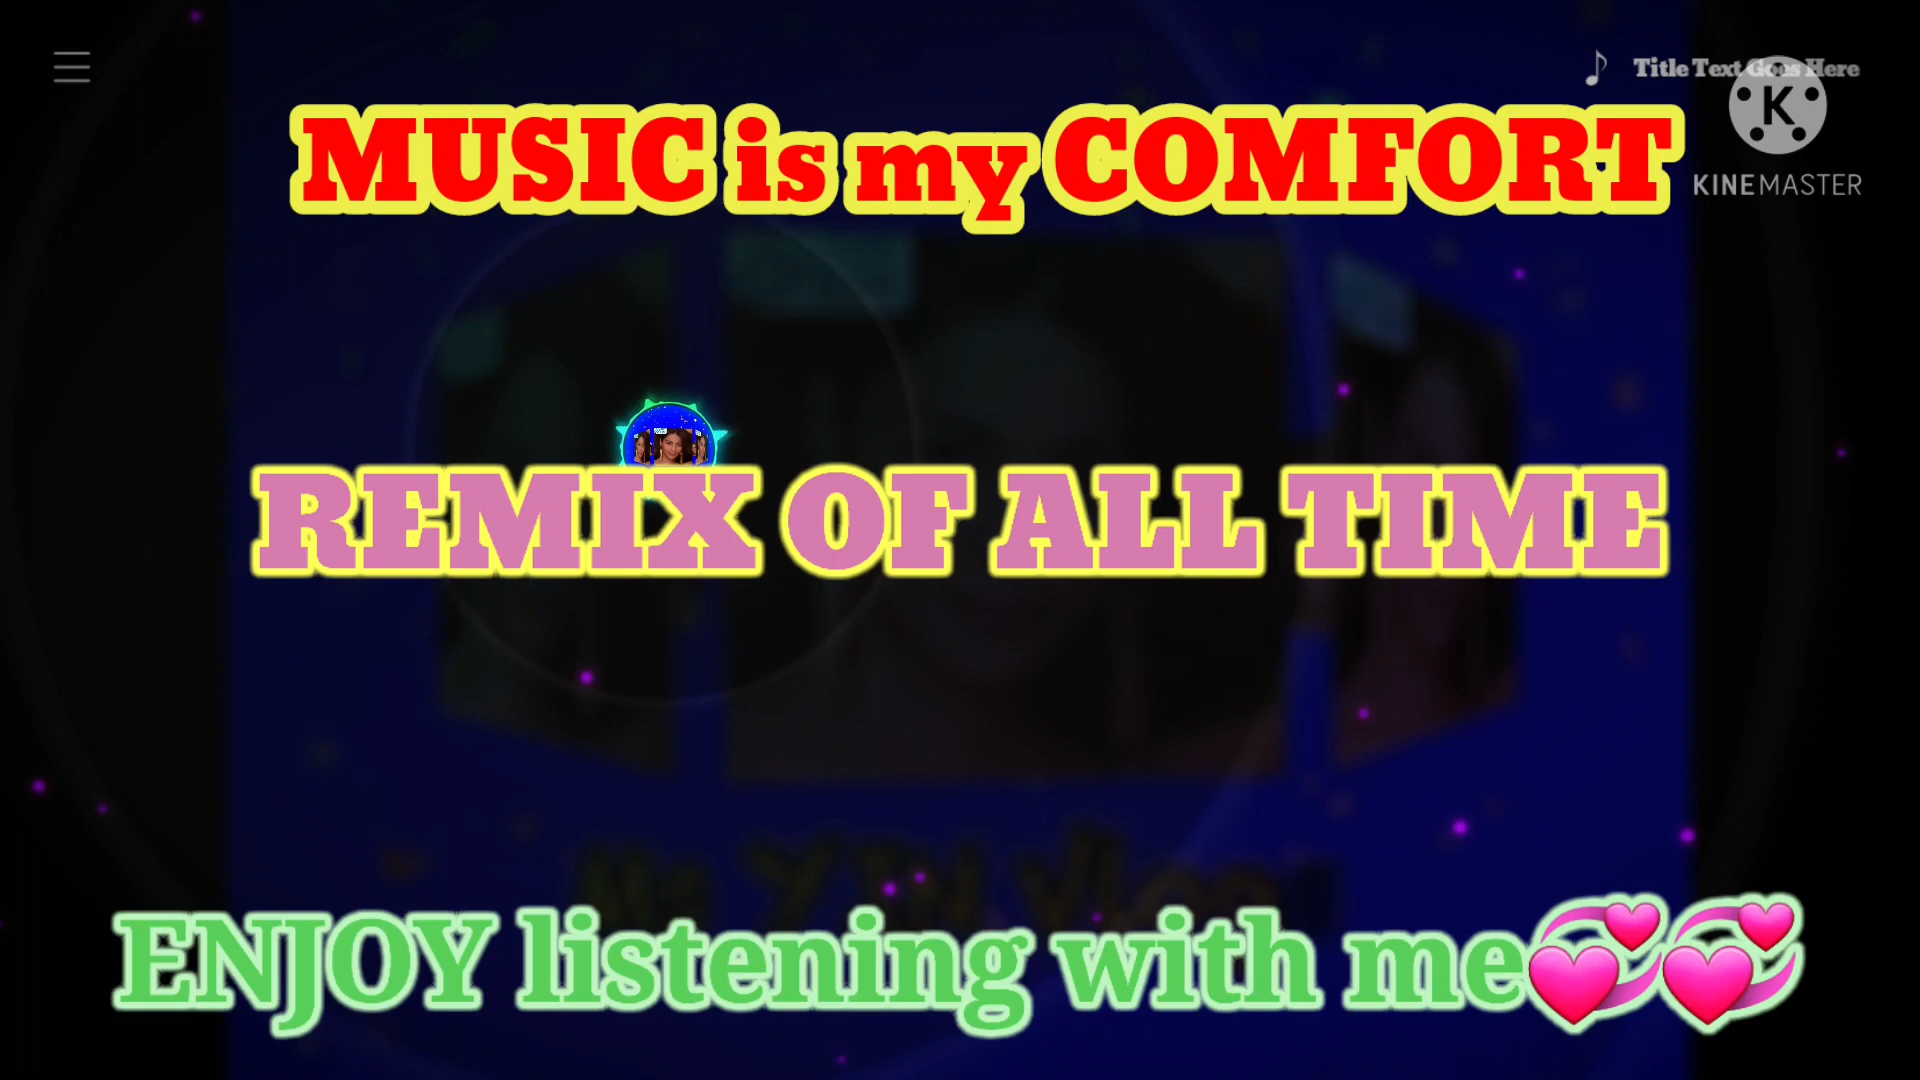 Title Text Goes Here
MUSIC is my COMFORT
KINEMASTER
REMIX OF ALL TIME
ENJOY listening with me💞💞